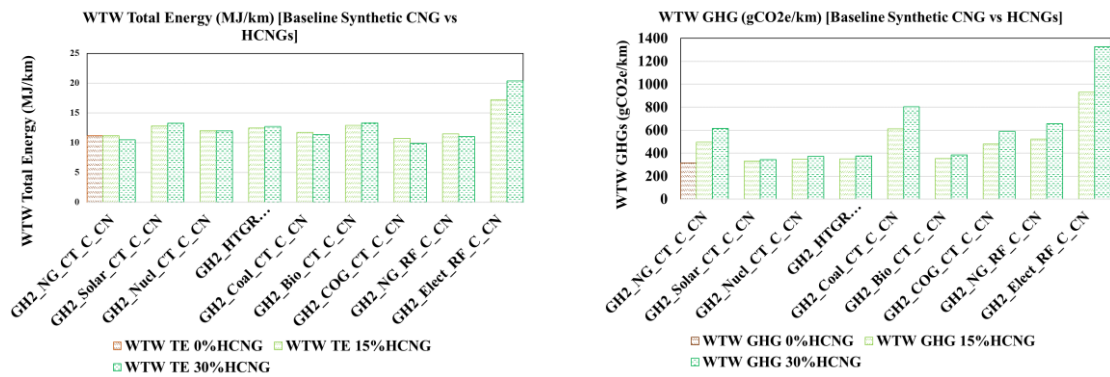 WTW Total Energy (MJ/km) [Baseline Synthetic CNG vs
HCNGs]
WTW Total Energy (MJ/km)
25
20
15
10
5
0
GH2_NG_CT_C_CN
GH2_Solar_CT_C_CN
GH2_Nucl_CT_C_CN
GH2_HTGR…
GH2_Coal_CT_C_CN
GH2_Bio_CT_C_CN
GH2_COG_CT_C_CN
GH2_NG_RF_C_CN
GH2_Elect_RF_C_CN
WTW TE 0%HCNG
WTW TE 15%HCNG
WTW TE 30%HCNG
WTW GHG (gCO2e/km) [Baseline Synthetic CNG vs HCNGs]
WTW GHGs (gCO2e/km)
1400
1200
1000
800
600
400
200
0
GH2_NG_CT_C_CN
GH2_Solar_CT_C_CN
GH2_Nucl_CT_C_CN
GH2_HTGR…
GH2_Coal_CT_C_CN
GH2_Bio_CT_C_CN
GH2_COG_CT_C_CN
GH2_NG_RF_C_CN
GH2_Elect_RF_C_CN
WTW GHG 0%HCNG
WTW GHG 15%HCNG
WTW GHG 30%HCNG